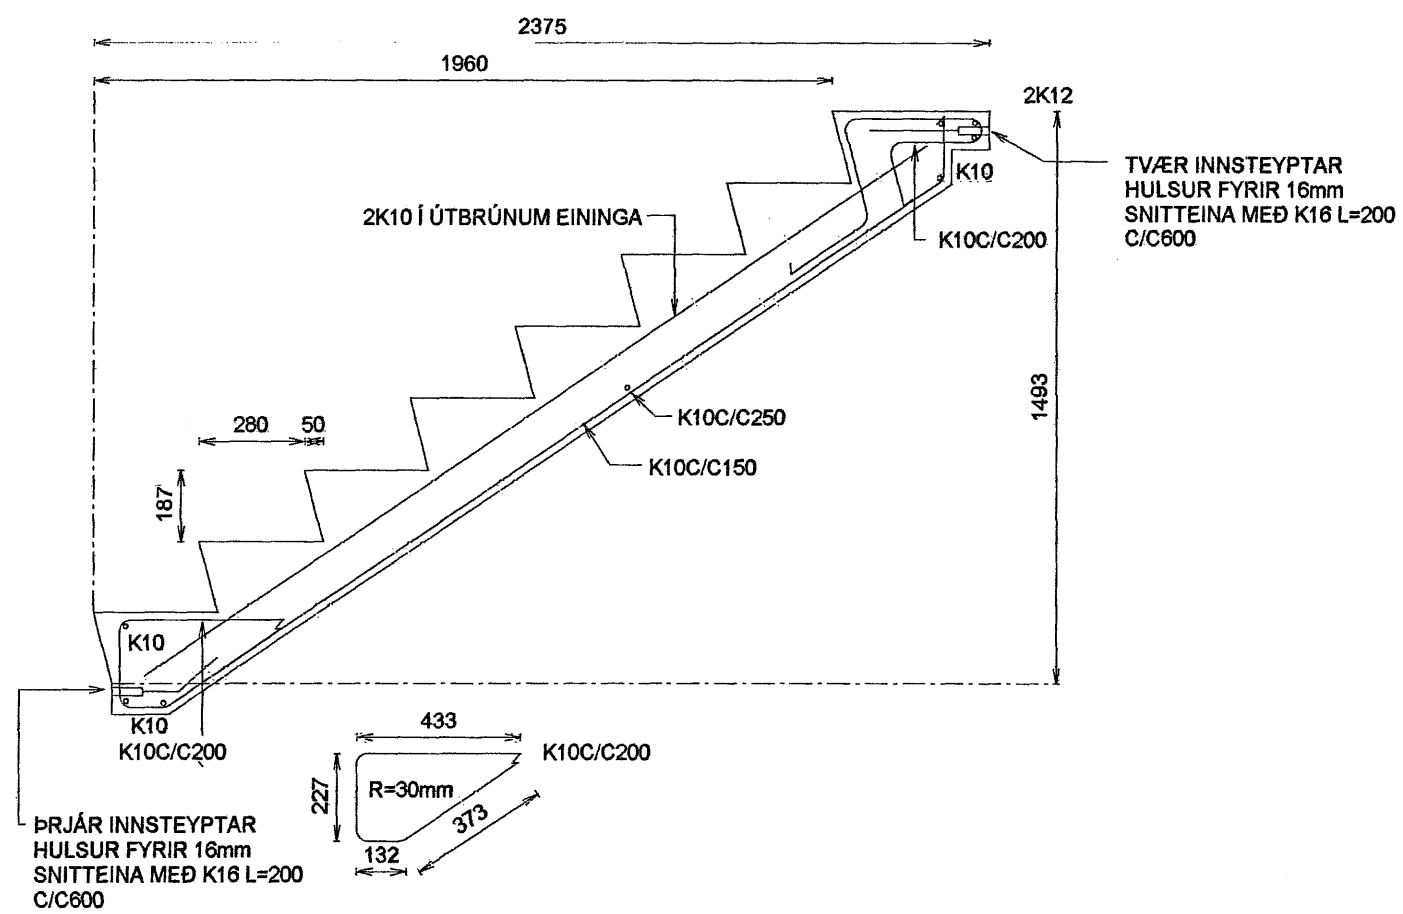 2375
1960
2K12
TVÆR INNSTEYPTAR
HULSUR FYRIR 16mm
SNITTEINA MEÐ K16 L=200
C/C600
K10
2K10 Í ÚTBRÚNUM EININGA
K10C/C200
1493
K10C/C250
280
50
K10C/C150
187
K10
K10
K10C/C200
433
K10C/C200
227
R=30mm
373
132
ÞRJÁR INNSTEYPTAR
HULSUR FYRIR 16mm
SNITTEINA MEÐ K16 L=200
C/C600